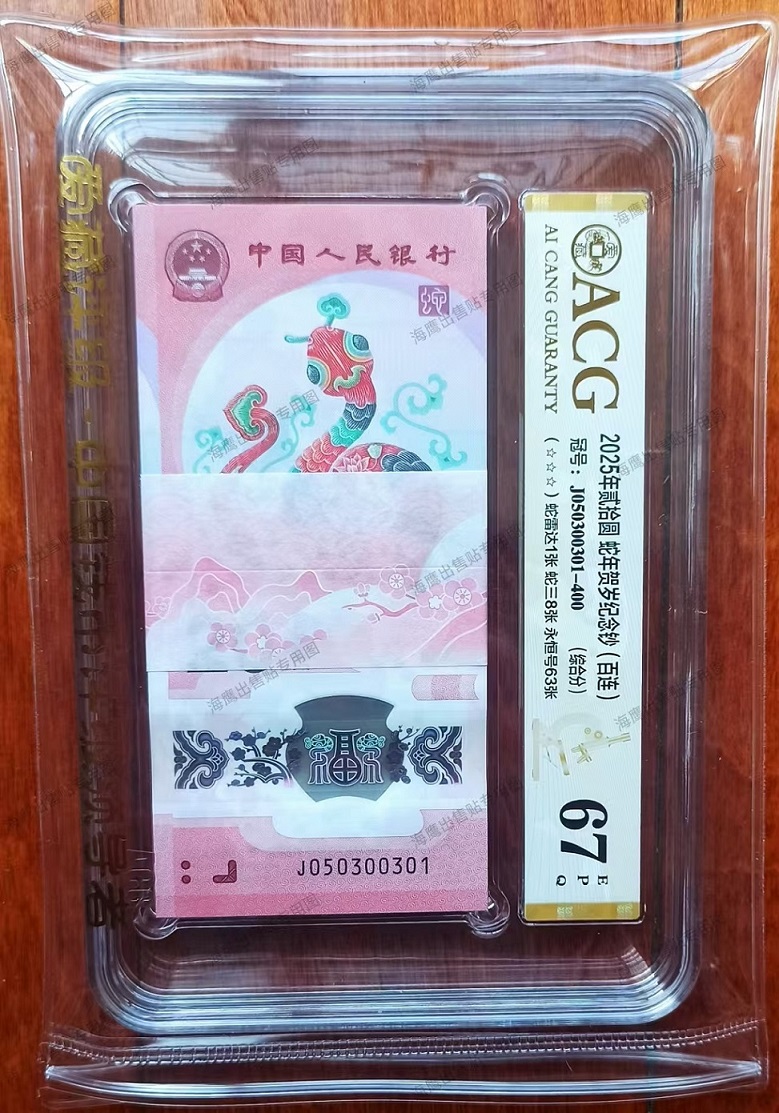 中国人民银行
蛇
J050300301
ACG
AI CANG GUARANTY
2025年贰拾圆 蛇年贺岁纪念钞（百连）
冠号：J050300301-400 （综合分）
（☆☆☆）蛇雷达1张 蛇三8张 永恒号63张
67
E
P
Q
海鹰出售贴专用图